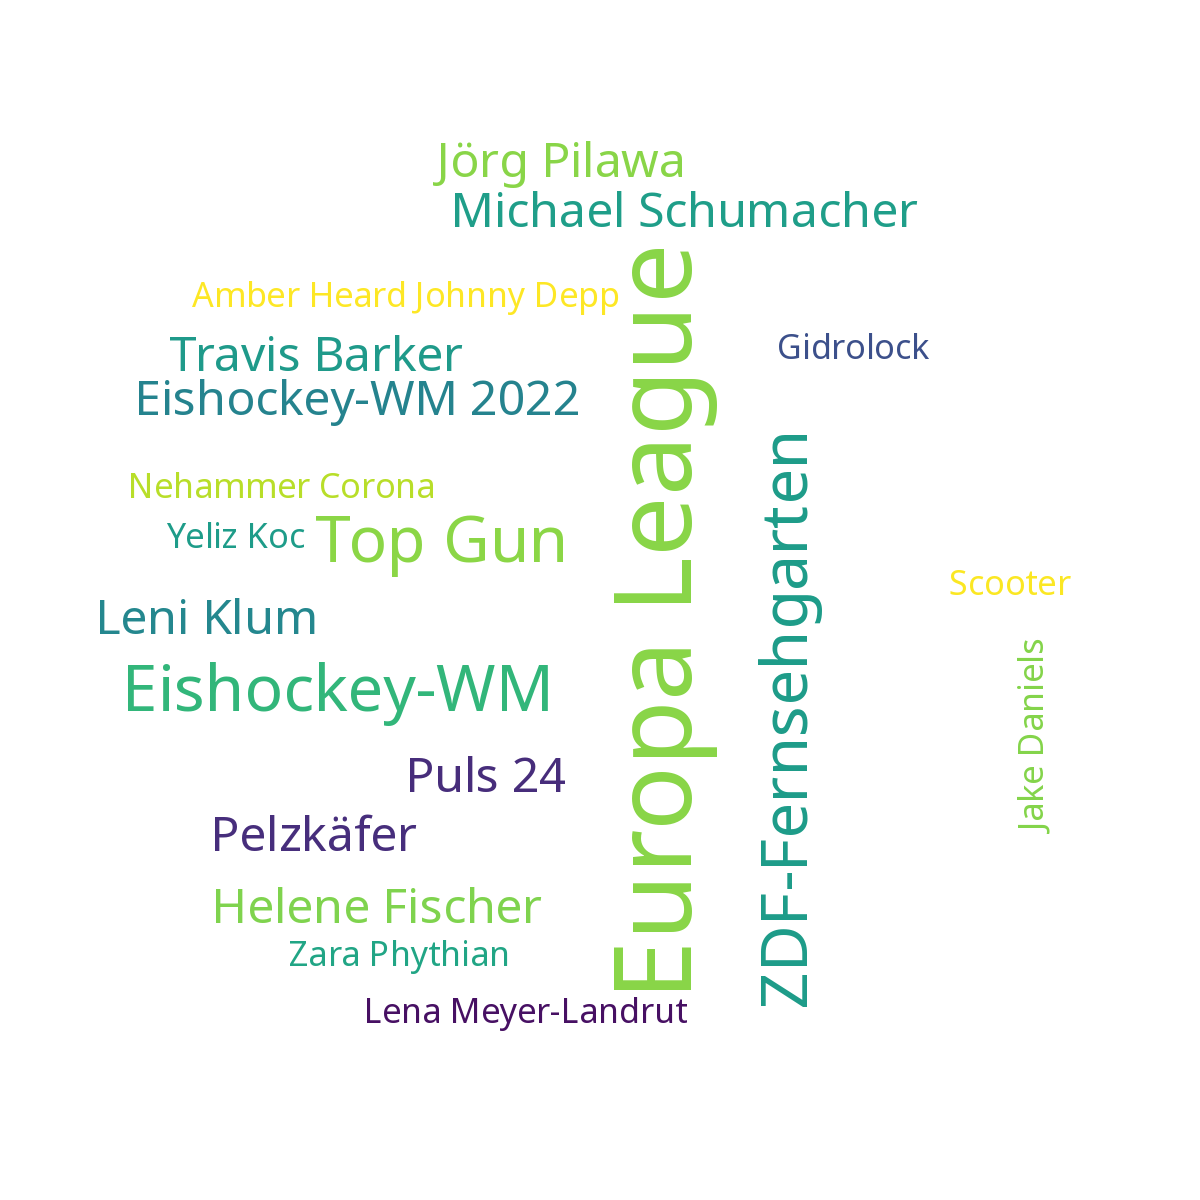 Jörg Pilawa
Michael Schumacher
Europa League
Amber Heard Johnny Depp
Travis Barker
Gidrolock
Eishockey-WM 2022
ZDF-Fernsehgarten
Nehammer Corona
Yeliz Koc
Top Gun
Scooter
Leni Klum
Jake Daniels
Eishockey-WM
Puls 24
Pelzkäfer
Helene Fischer
Zara Phythian
Lena Meyer-Landrut